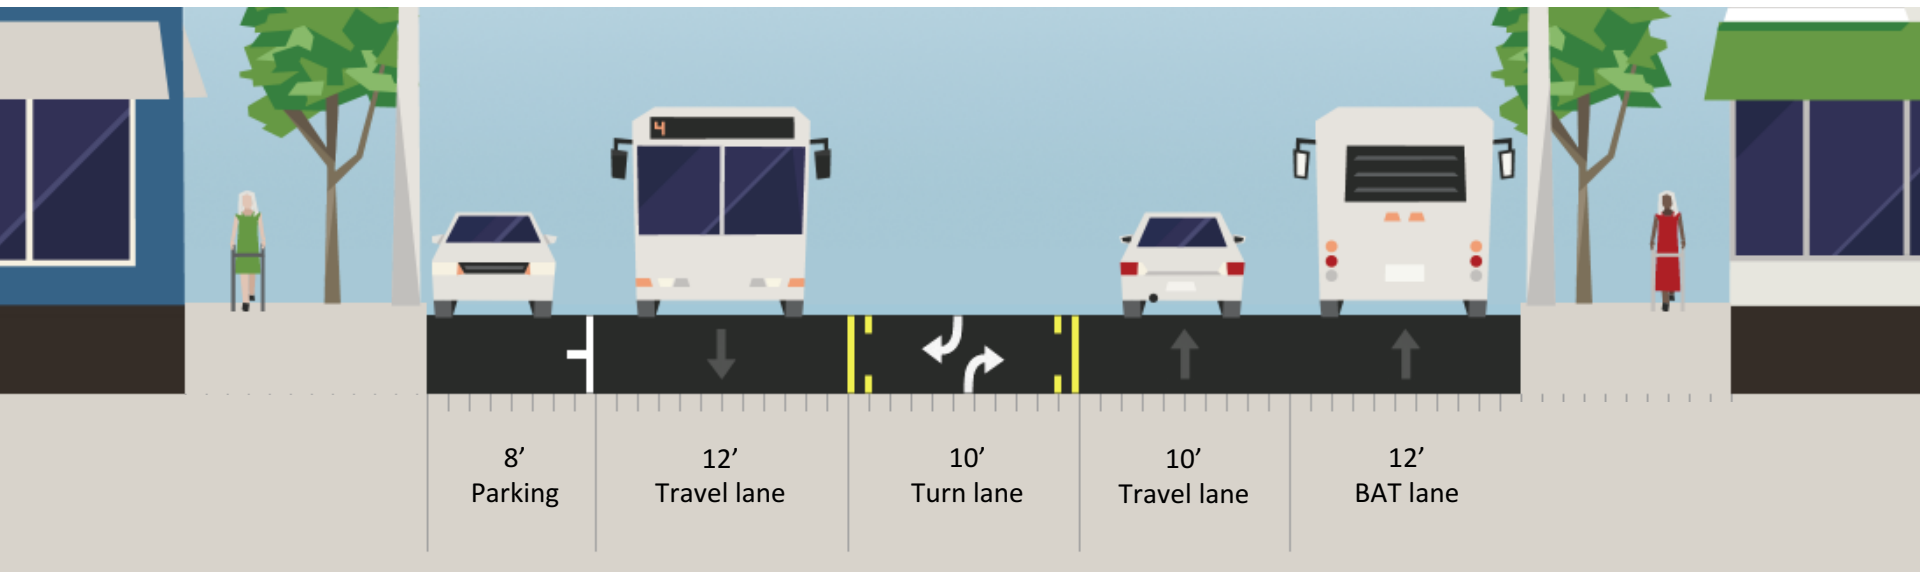 4
8’
Parking
12’
Travel lane
10’
Turn lane
10’
Travel lane
12’
BAT lane